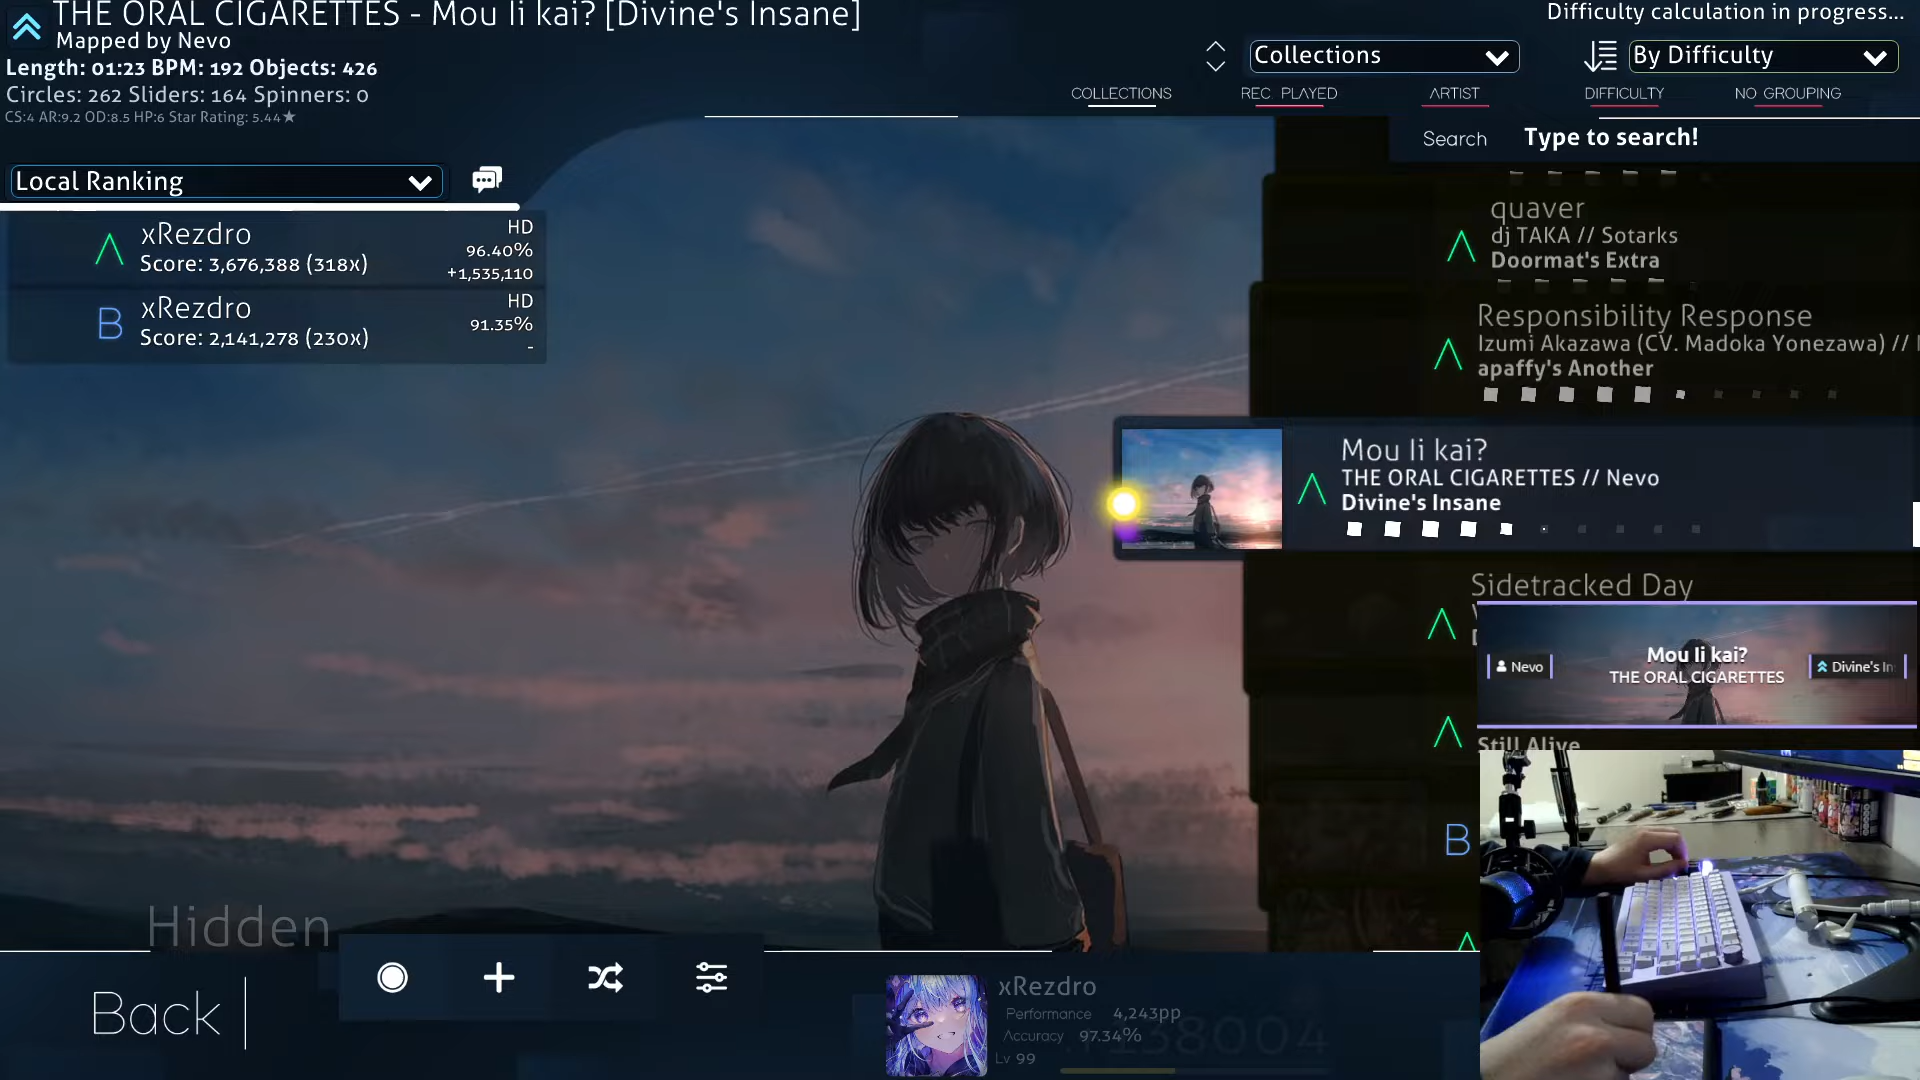 THE ORAL CIGARETTES - Mou Ii kai? [Divine's Insane]
Mapped by Nevo
Length: 01:23 BPM: 192 Objects: 426
Circles: 262 Sliders: 164 Spinners: 0
CS:4 AR:9.2 OD:8.5 HP:6 Star Rating: 5.44★
Difficulty calculation in progress...
Collections
By Difficulty
COLLECTIONS
REC PLAYED
ARTIST
DIFFICULTY
NO GROUPING
Search
Type to search!
Local Ranking
xRezdro
Score: 3,676,388 (318x)
HD
96.40%
+1,535,110
B
xRezdro
Score: 2,141,278 (230x)
HD
91.35%
-
quaver
dj TAKA // Sotarks
Doormat's Extra
Responsibility Response
Izumi Akazawa (CV. Madoka Yonezawa) //
apaffy's Another
Mou Ii kai?
THE ORAL CIGARETTES // Nevo
Divine's Insane
Sidetracked Day
Nevo
Mou Ii kai?
THE ORAL CIGARETTES
Divine's In
Still Alive
B
Hidden
Back
xRezdro
Performance 4,243pp
Accuracy 97.34%
Lv 99